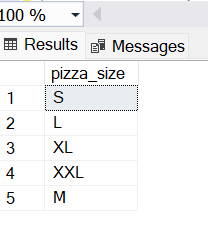 100 %
Results Messages
pizza_size
1 S
2 L
3 XL
4 XXL
5 M